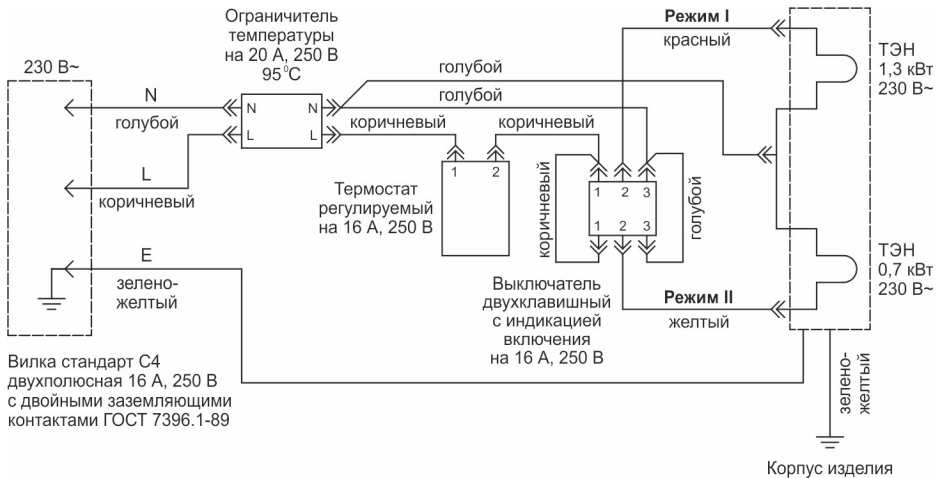 Ограничитель
температуры
на 20 А, 250 В
95⁰С
230 В~
N
голубой
L
коричневый
E
зелено-
желтый
N
N
L
L
голубой
голубой
коричневый
коричневый
1
2
Термостат
регулируемый
на 16 А, 250 В
Режим I
красный
коричневый
1
2
3
1
2
3
голубой
Выключатель
двухклавишный
с индикацией
включения
на 16 А, 250 В
Режим II
желтый
ТЭН
1,3 кВт
230 В~
ТЭН
0,7 кВт
230 В~
Вилка стандарт С4
двухполюсная 16 А, 250 В
с двойными заземляющими
контактами ГОСТ 7396.1-89
зелено-
желтый
Корпус изделия